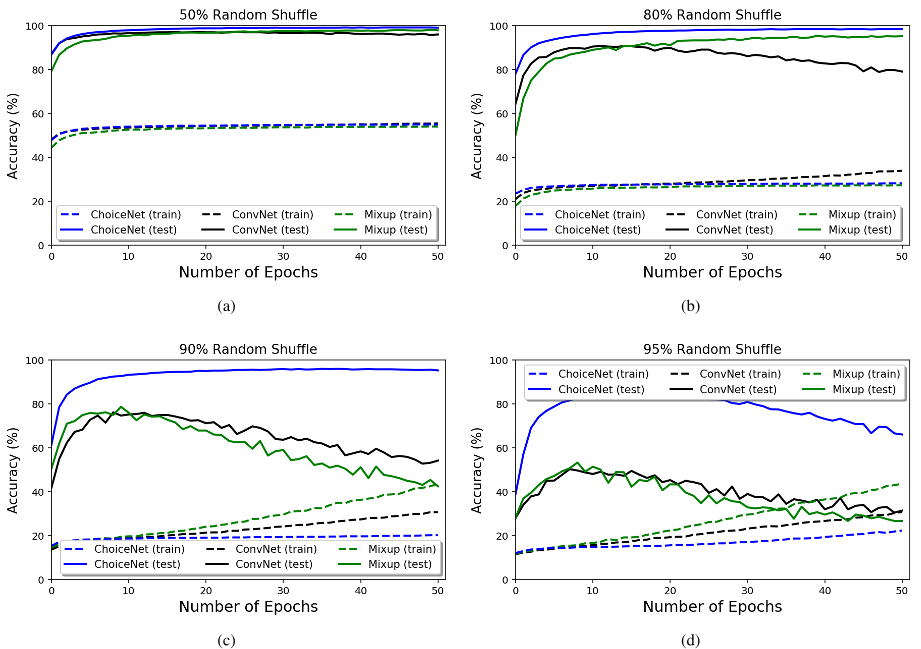 50% Random Shuffle
100
80
60
40
20
0
Accuracy (%)
ChoiceNet (train)
ChoiceNet (test)
ConvNet (train)
ConvNet (test)
Mixup (train)
Mixup (test)
0 10 20 30 40 50
Number of Epochs
(a)
80% Random Shuffle
100
80
60
40
20
0
Accuracy (%)
ChoiceNet (train)
ChoiceNet (test)
ConvNet (train)
ConvNet (test)
Mixup (train)
Mixup (test)
0 10 20 30 40 50
Number of Epochs
(b)
90% Random Shuffle
100
80
60
40
20
0
Accuracy (%)
ChoiceNet (train)
ChoiceNet (test)
ConvNet (train)
ConvNet (test)
Mixup (train)
Mixup (test)
0 10 20 30 40 50
Number of Epochs
(c)
95% Random Shuffle
100
80
60
40
20
0
Accuracy (%)
ChoiceNet (train)
ChoiceNet (test)
ConvNet (train)
ConvNet (test)
Mixup (train)
Mixup (test)
0 10 20 30 40 50
Number of Epochs
(d)